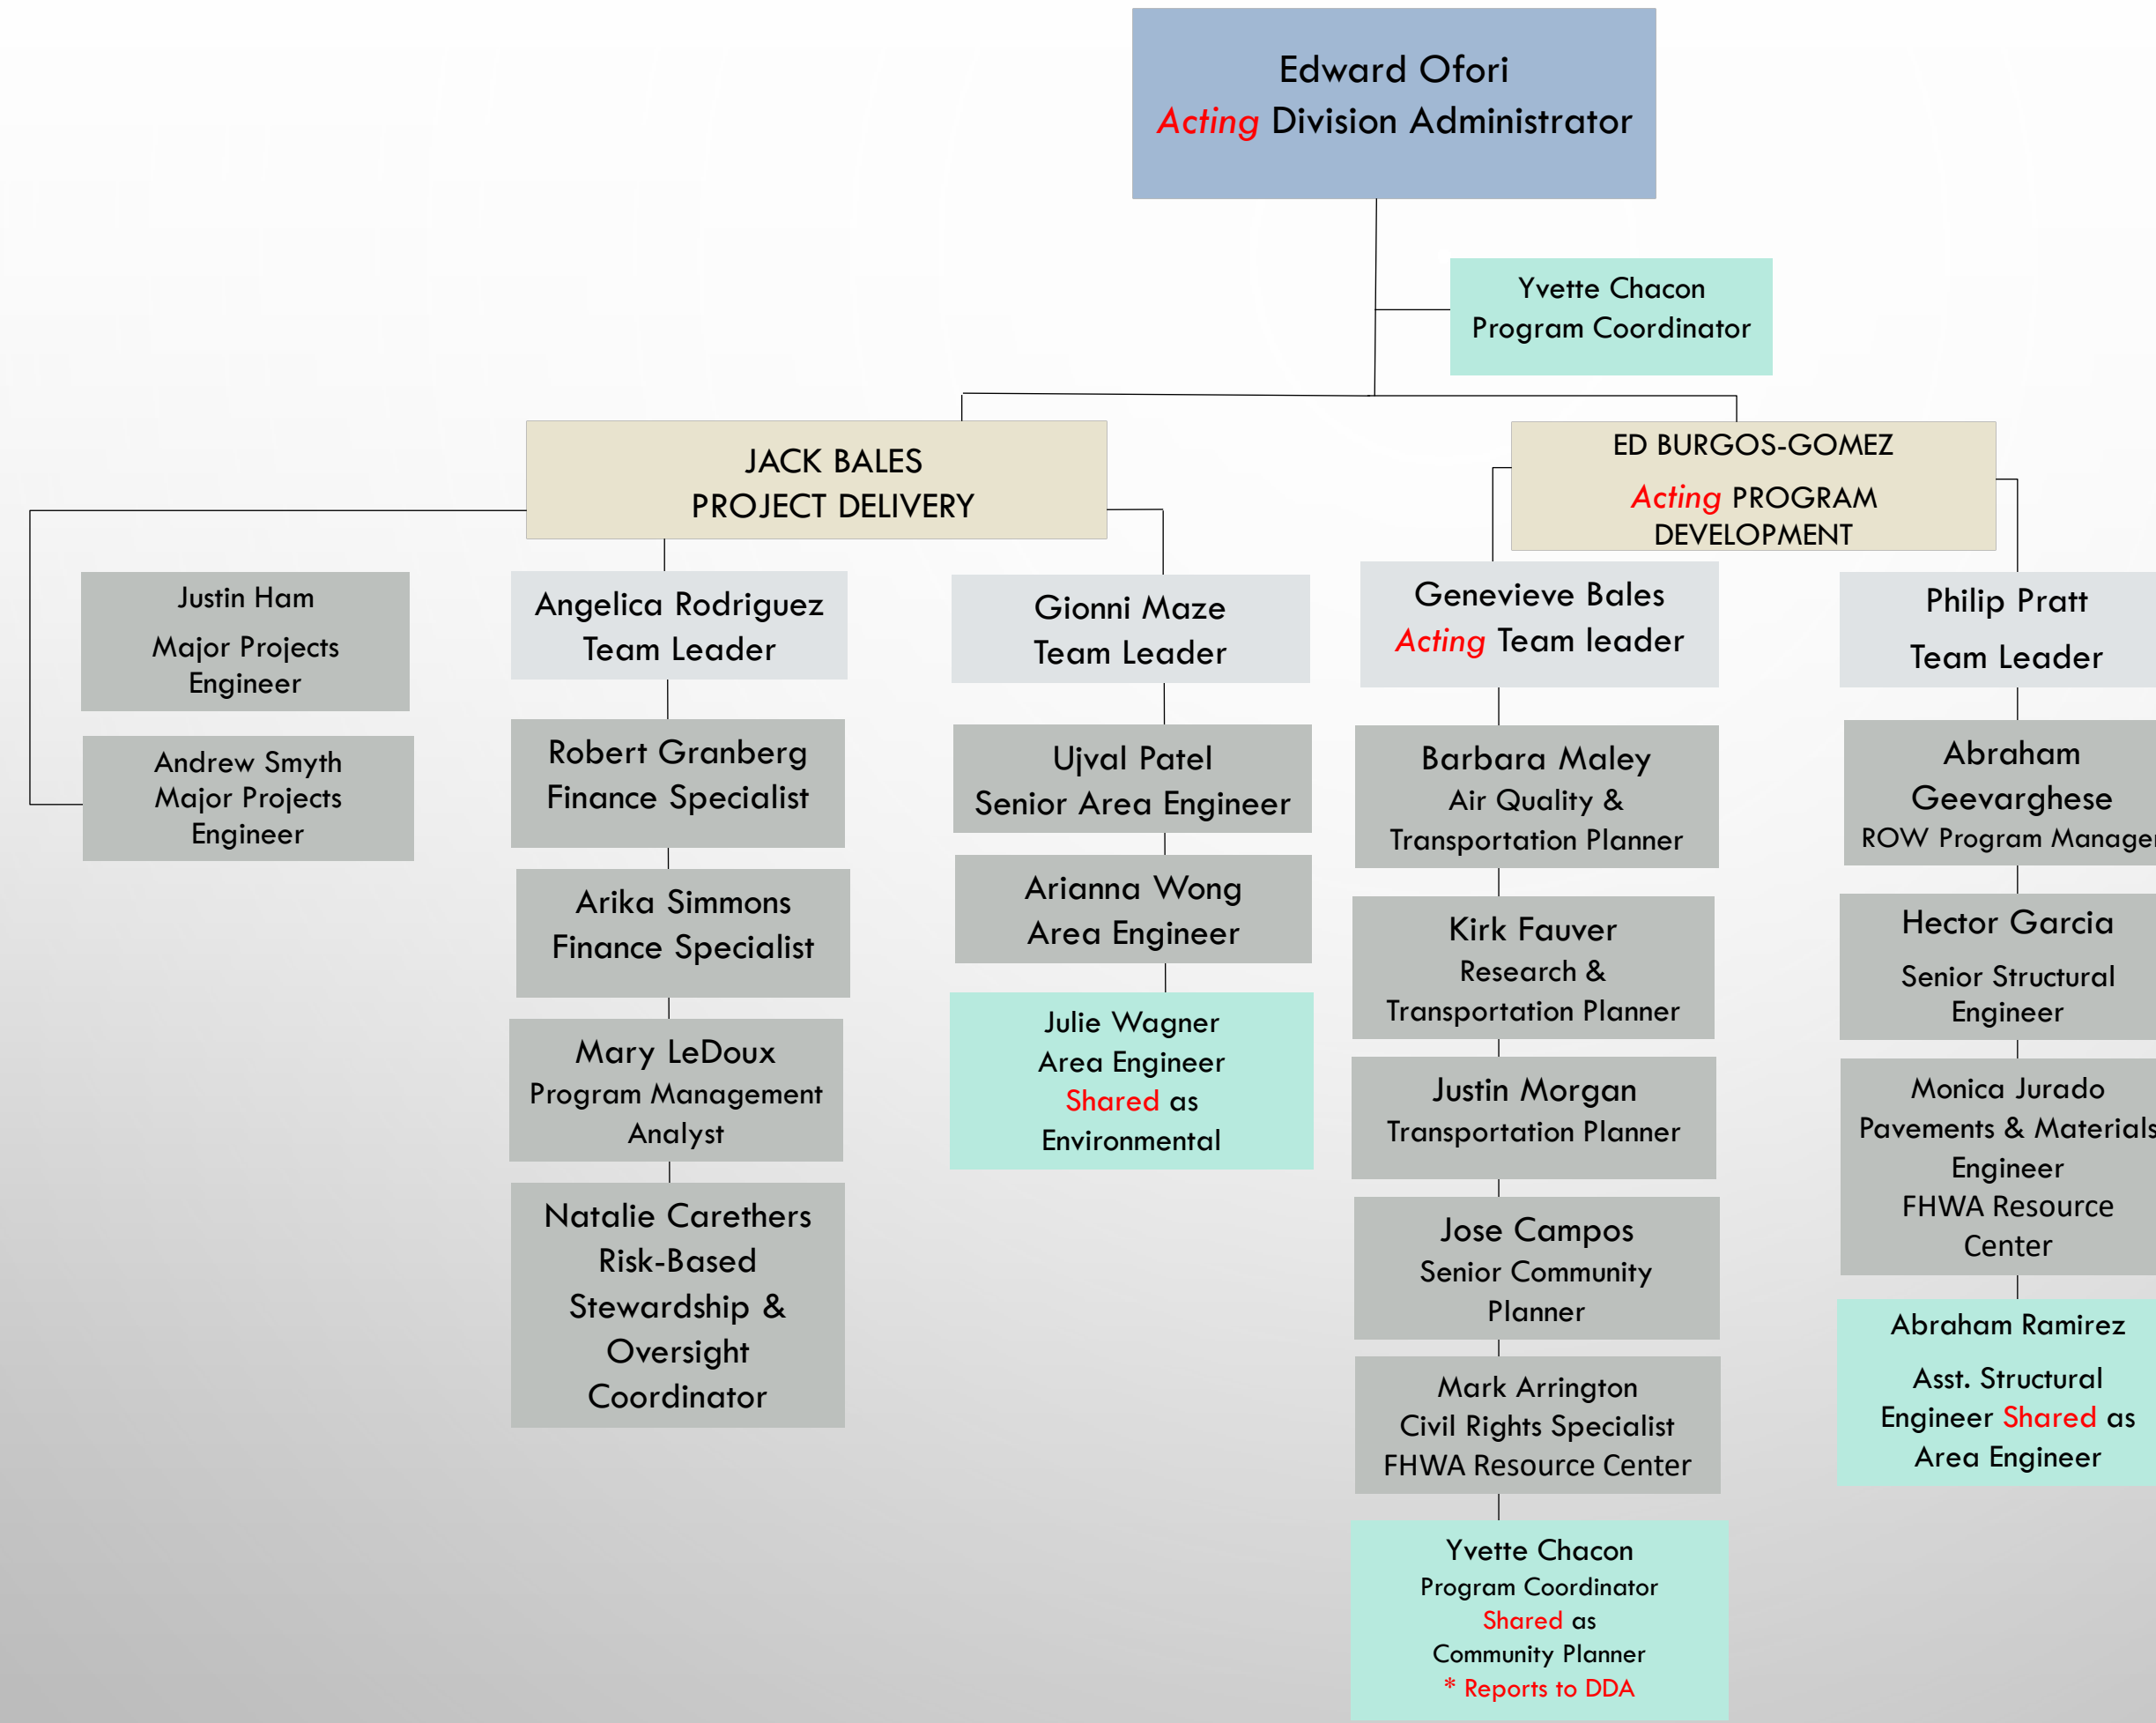 Edward Ofori
Acting Division Administrator
Yvette Chacon
Program Coordinator
JACK BALES
PROJECT DELIVERY
ED BURGOS-GOMEZ
Acting PROGRAM
DEVELOPMENT
Justin Ham
Major Projects
Engineer
Andrew Smyth
Major Projects
Engineer
Angelica Rodriguez
Team Leader
Robert Granberg
Finance Specialist
Arika Simmons
Finance Specialist
Mary LeDoux
Program Management
Analyst
Natalie Carethers
Risk-Based
Stewardship &
Oversight
Coordinator
Gionni Maze
Team Leader
Ujval Patel
Senior Area Engineer
Arianna Wong
Area Engineer
Julie Wagner
Area Engineer
Shared as
Environmental
Genevieve Bales
Acting Team leader
Barbara Maley
Air Quality &
Transportation Planner
Kirk Fauver
Research &
Transportation Planner
Justin Morgan
Transportation Planner
Jose Campos
Senior Community
Planner
Mark Arrington
Civil Rights Specialist
FHWA Resource Center
Yvette Chacon
Program Coordinator
Shared as
Community Planner
* Reports to DDA
Philip Pratt
Team Leader
Abraham
Geevarghese
ROW Program Manager
Hector Garcia
Senior Structural
Engineer
Monica Jurado
Pavements & Materials
Engineer
FHWA Resource
Center
Abraham Ramirez
Asst. Structural
Engineer Shared as
Area Engineer